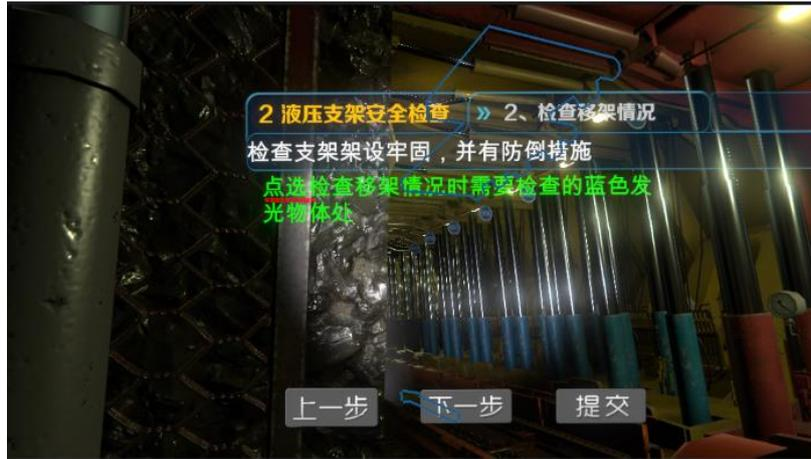 2 液压支架安全检查 » 2、检查移架情况
检查支架架设牢固，并有防倒措施
点选检查移架情况时需要检查的蓝色发
光物体处
上一步 下一步 提交